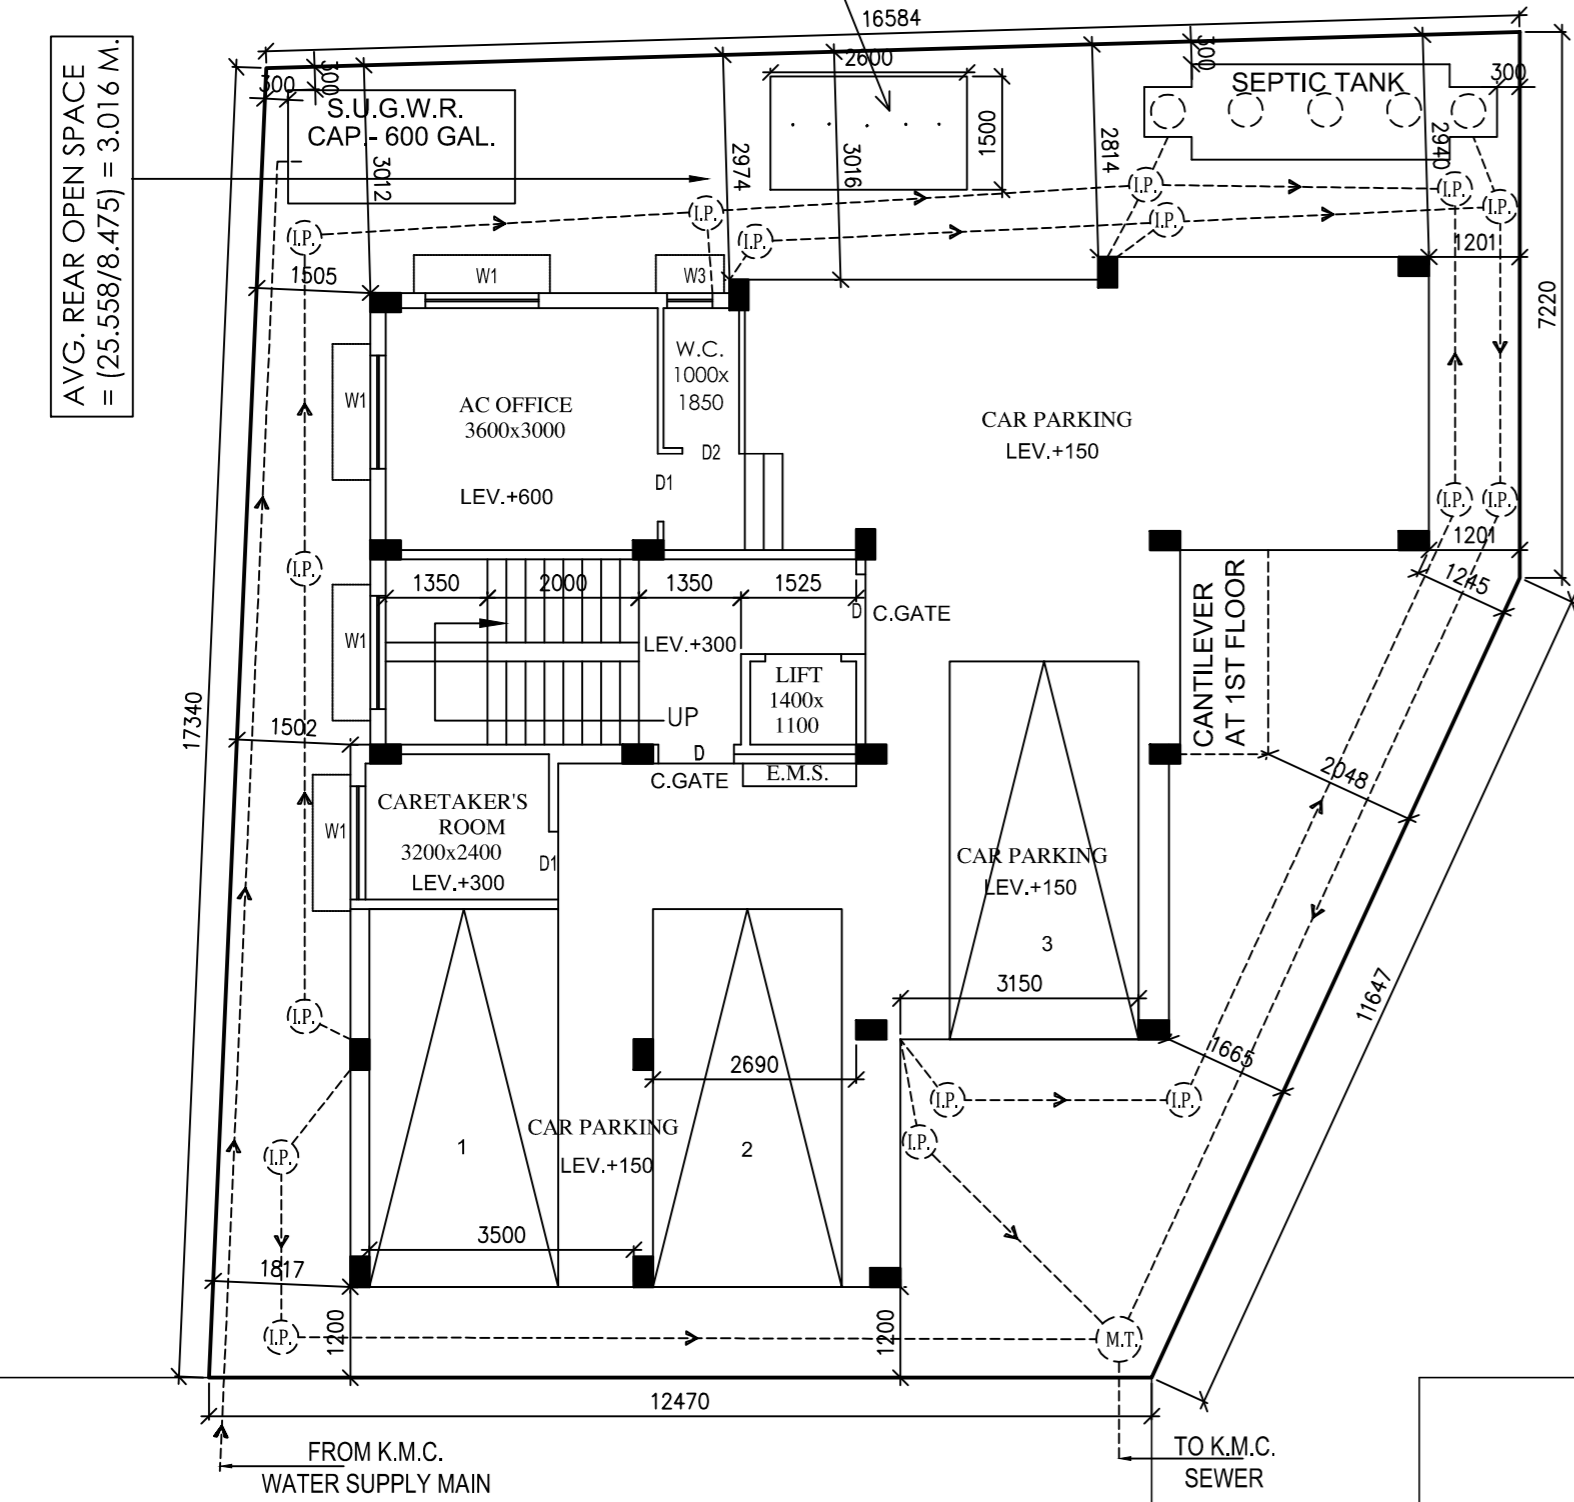 16584
AVG. REAR OPEN SPACE
= (25.558/8.475) = 3.016 M.
300
300
S.U.G.W.R.
CAP.- 600 GAL.
3012
2974
2600
3016
1500
2814
300
SEPTIC TANK
2940
300
I.P.
I.P.
I.P.
I.P.
I.P.
I.P.
I.P.
1505
W1
W3
1201
7220
W.C.
1000x
1850
W1
AC OFFICE
3600x3000
CAR PARKING
LEV.+150
D2
D1
LEV.+600
I.P.
I.P.
1201
I.P.
1350
2000
1350
1525
1245
CANTILEVER
AT 1ST FLOOR
D
C.GATE
W1
LEV.+300
LIFT
1400x
1100
17340
1502
UP
D
C.GATE
E.M.S.
2048
W1
CARETAKER'S
ROOM
3200x2400
LEV.+300
D1
CAR PARKING
LEV.+150
3
3150
11647
I.P.
2690
1665
I.P.
I.P.
CAR PARKING
LEV.+150
1
2
I.P.
I.P.
3500
1817
1200
1200
I.P.
M.T.
12470
FROM K.M.C.
WATER SUPPLY MAIN
TO K.M.C.
SEWER